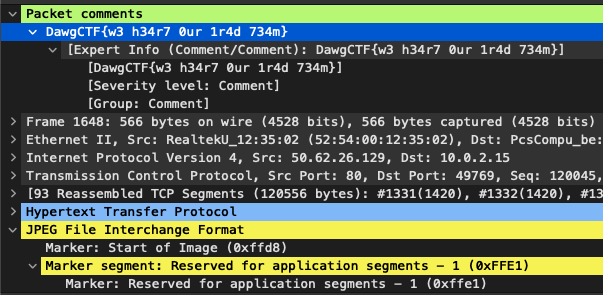 Packet comments
DawgCTF{w3 h34r7 0ur 1r4d 734m}
[Expert Info (Comment/Comment): DawgCTF{w3 h34r7 0ur 1r4d 734m}]
[DawgCTF{w3 h34r7 0ur 1r4d 734m}]
[Severity level: Comment]
[Group: Comment]
Frame 1648: 566 bytes on wire (4528 bits), 566 bytes captured (4528 bits)
Ethernet II, Src: RealtekU_12:35:02 (52:54:00:12:35:02), Dst: PcsCompu_be:
Internet Protocol Version 4, Src: 50.62.26.129, Dst: 10.0.2.15
Transmission Control Protocol, Src Port: 80, Dst Port: 49769, Seq: 120045,
[93 Reassembled TCP Segments (120556 bytes): #1331(1420), #1332(1420), #13
Hypertext Transfer Protocol
JPEG File Interchange Format
Marker: Start of Image (0xffd8)
Marker segment: Reserved for application segments - 1 (0xFFE1)
Marker: Reserved for application segments - 1 (0xffe1)